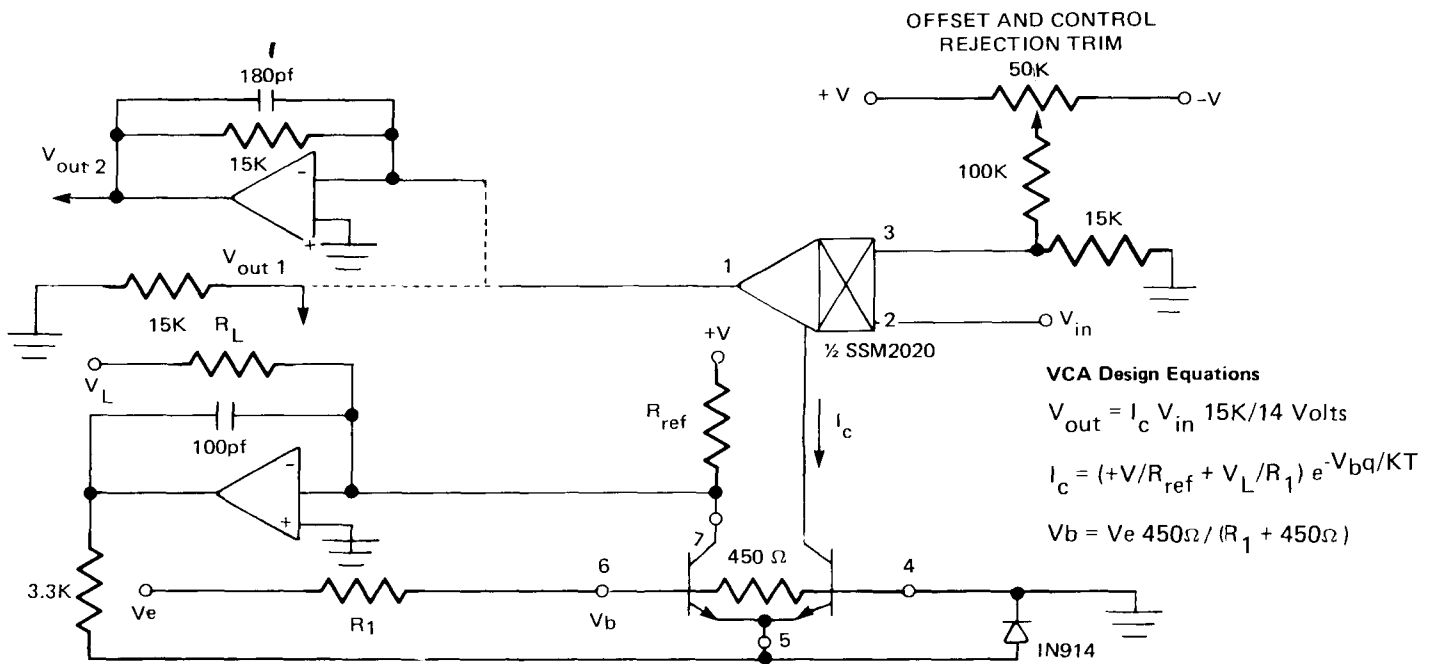 OFFSET AND CONTROL
REJECTION TRIM
50K
+V
-V
180pf
15K
V out 2
-
+
100K
15K
3
1
2
V in
½ SSM2020
V out 1
15K
R L
V L
100pf
-
+
+V
R ref
I c
VCA Design Equations
V out = I c V in 15K/14 Volts
I c = (+V/R ref + V L/R 1) e -Vbq/KT
Vb = Ve 450Ω/(R 1 + 450Ω)
7
450 Ω
6
4
3.3K
Ve
R 1
V b
5
IN914